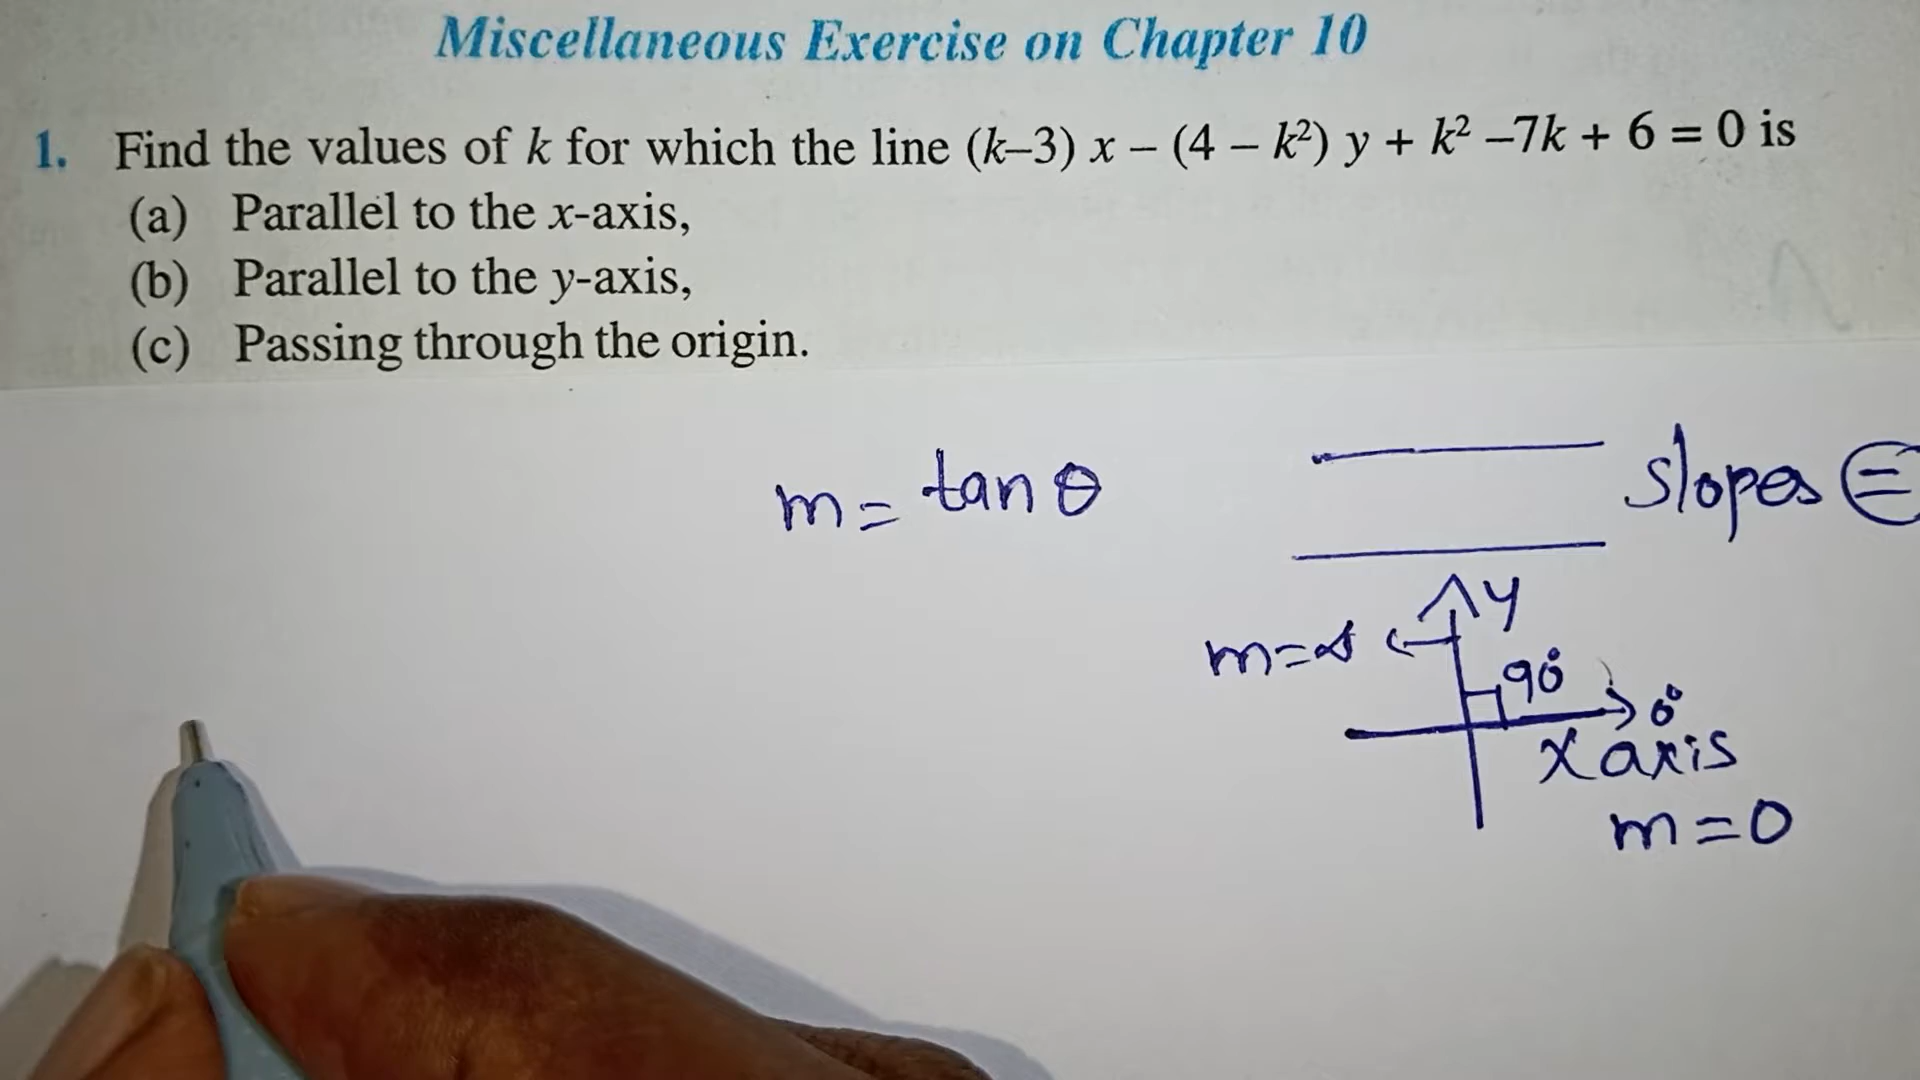 Miscellaneous Exercise on Chapter 10
1. Find the values of k for which the line (k–3) x – (4 – k²) y + k² –7k + 6 = 0 is
(a) Parallel to the x-axis,
(b) Parallel to the y-axis,
(c) Passing through the origin.
m = tan θ
slopes =
y
m=∞
90°
0°
x axis
m=0